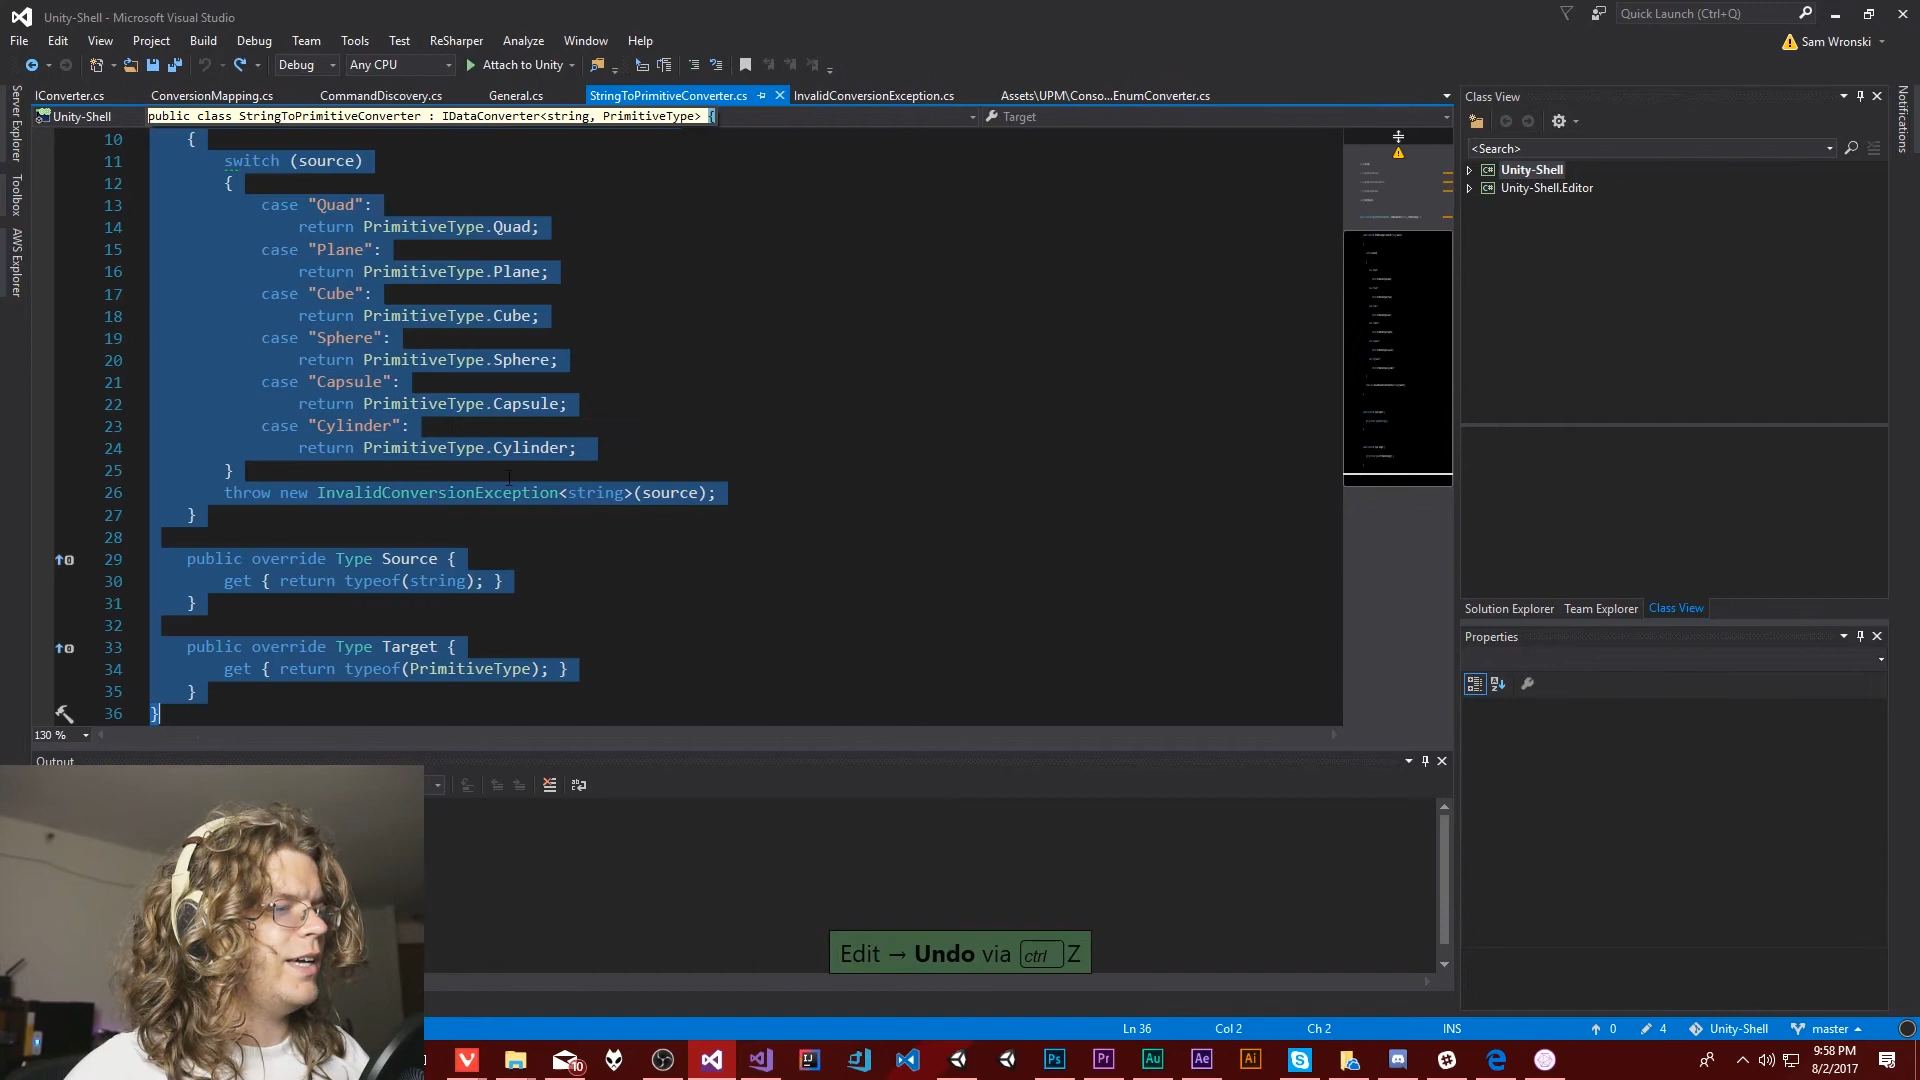 Unity-Shell - Microsoft Visual Studio
Quick Launch (Ctrl+Q)
File Edit View Project Build Debug Team Tools Test ReSharper Analyze Window Help
Sam Wronski
Debug Any CPU Attach to Unity
IConverter.cs ConversionMapping.cs CommandDiscovery.cs General.cs StringToPrimitiveConverter.cs InvalidConversionException.cs Assets\UPM\Conso...EnumConverter.cs
Unity-Shell public class StringToPrimitiveConverter : IDataConverter<string, PrimitiveType> { Target
Server Explorer
Toolbox
AWS Explorer
10 {
11 switch (source)
12 {
13 case "Quad":
14 return PrimitiveType.Quad;
15 case "Plane":
16 return PrimitiveType.Plane;
17 case "Cube":
18 return PrimitiveType.Cube;
19 case "Sphere":
20 return PrimitiveType.Sphere;
21 case "Capsule":
22 return PrimitiveType.Capsule;
23 case "Cylinder":
24 return PrimitiveType.Cylinder;
25 }
26 throw new InvalidConversionException<string>(source);
27 }
28
29 public override Type Source {
30 get { return typeof(string); }
31 }
32
33 public override Type Target {
34 get { return typeof(PrimitiveType); }
35 }
36 }
130 %
Output
Class View
<Search>
Unity-Shell
Unity-Shell.Editor
Solution Explorer Team Explorer Class View
Properties
Notifications
Edit → Undo via ctrl Z
Ln 36 Col 2 Ch 2 INS 0 4 Unity-Shell master
10
9:58 PM
8/2/2017